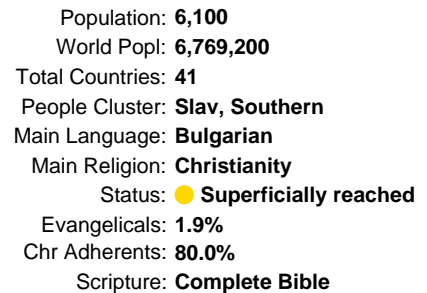 Population: 6,100
World Popl: 6,769,200
Total Countries: 41
People Cluster: Slav, Southern
Main Language: Bulgarian
Main Religion: Christianity
Status: Superficially reached
Evangelicals: 1.9%
Chr Adherents: 80.0%
Scripture: Complete Bible